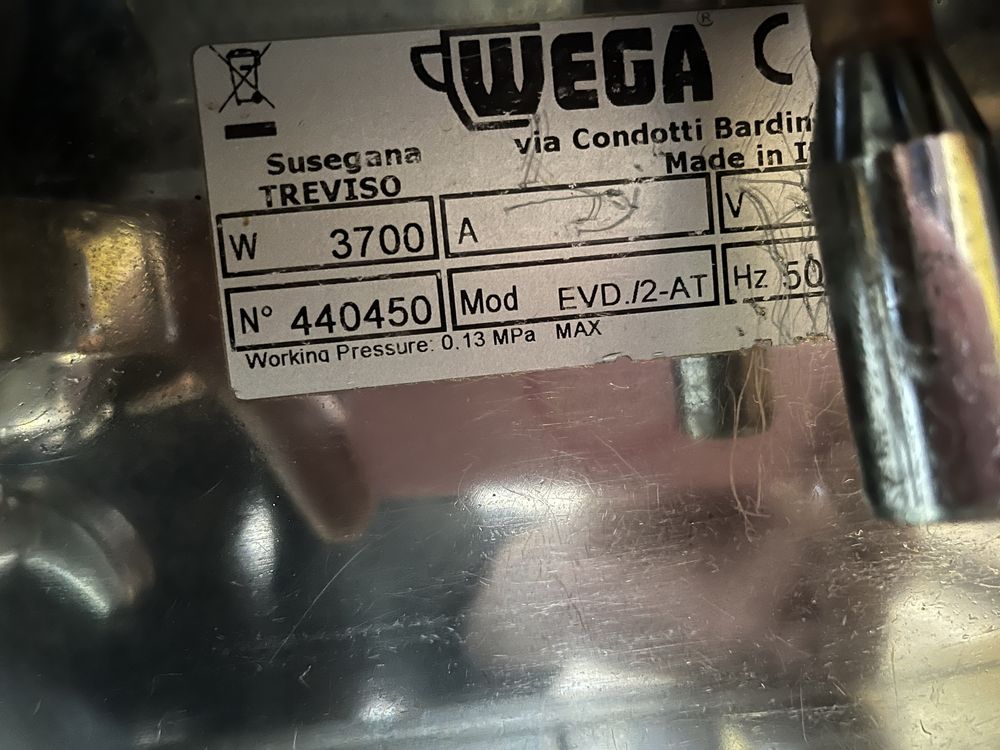 WEGA ® C
via Condotti Bardin
Susegana
Made in I
TREVISO
W 3700
A
V
N° 440450
Mod EVD./2-AT
Hz 50
Working Pressure: 0.13 MPa MAX